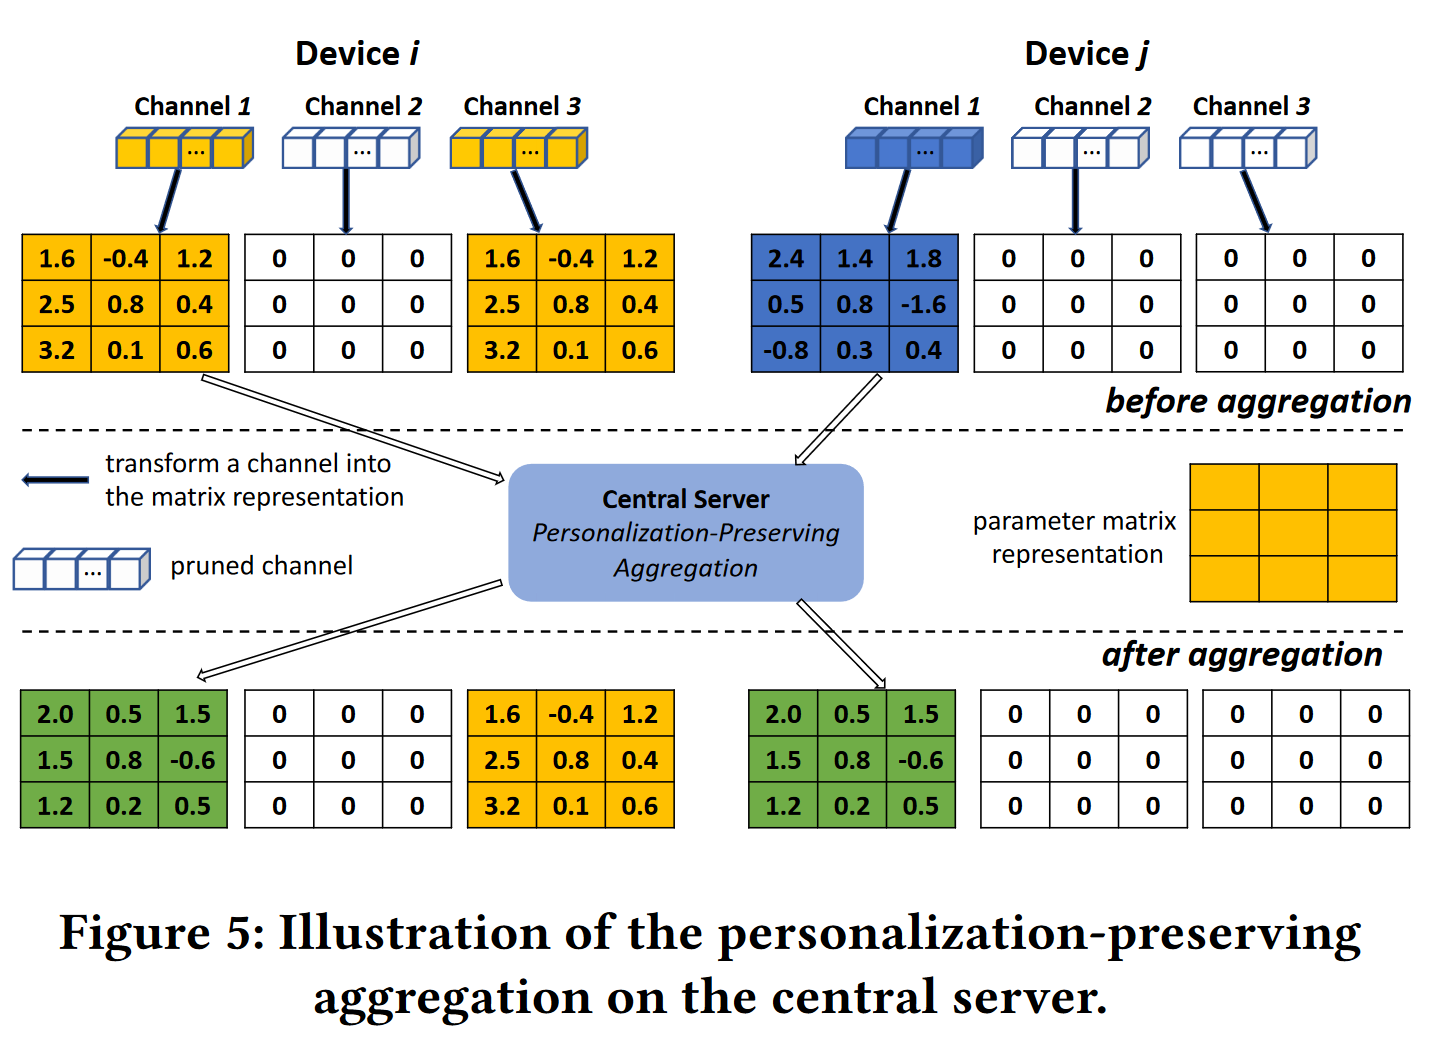 Device i
Device j
Channel 1
Channel 2
Channel 3
Channel 1
Channel 2
Channel 3
...
...
...
...
...
...
1.6 -0.4 1.2
2.5 0.8 0.4
3.2 0.1 0.6
0 0 0
0 0 0
0 0 0
1.6 -0.4 1.2
2.5 0.8 0.4
3.2 0.1 0.6
2.4 1.4 1.8
0.5 0.8 -1.6
-0.8 0.3 0.4
0 0 0
0 0 0
0 0 0
0 0 0
0 0 0
0 0 0
before aggregation
transform a channel into
the matrix representation
...
pruned channel
Central Server
Personalization-Preserving
Aggregation
parameter matrix
representation
after aggregation
2.0 0.5 1.5
1.5 0.8 -0.6
1.2 0.2 0.5
0 0 0
0 0 0
0 0 0
1.6 -0.4 1.2
2.5 0.8 0.4
3.2 0.1 0.6
2.0 0.5 1.5
1.5 0.8 -0.6
1.2 0.2 0.5
0 0 0
0 0 0
0 0 0
0 0 0
0 0 0
0 0 0
Figure 5: Illustration of the personalization-preserving
aggregation on the central server.